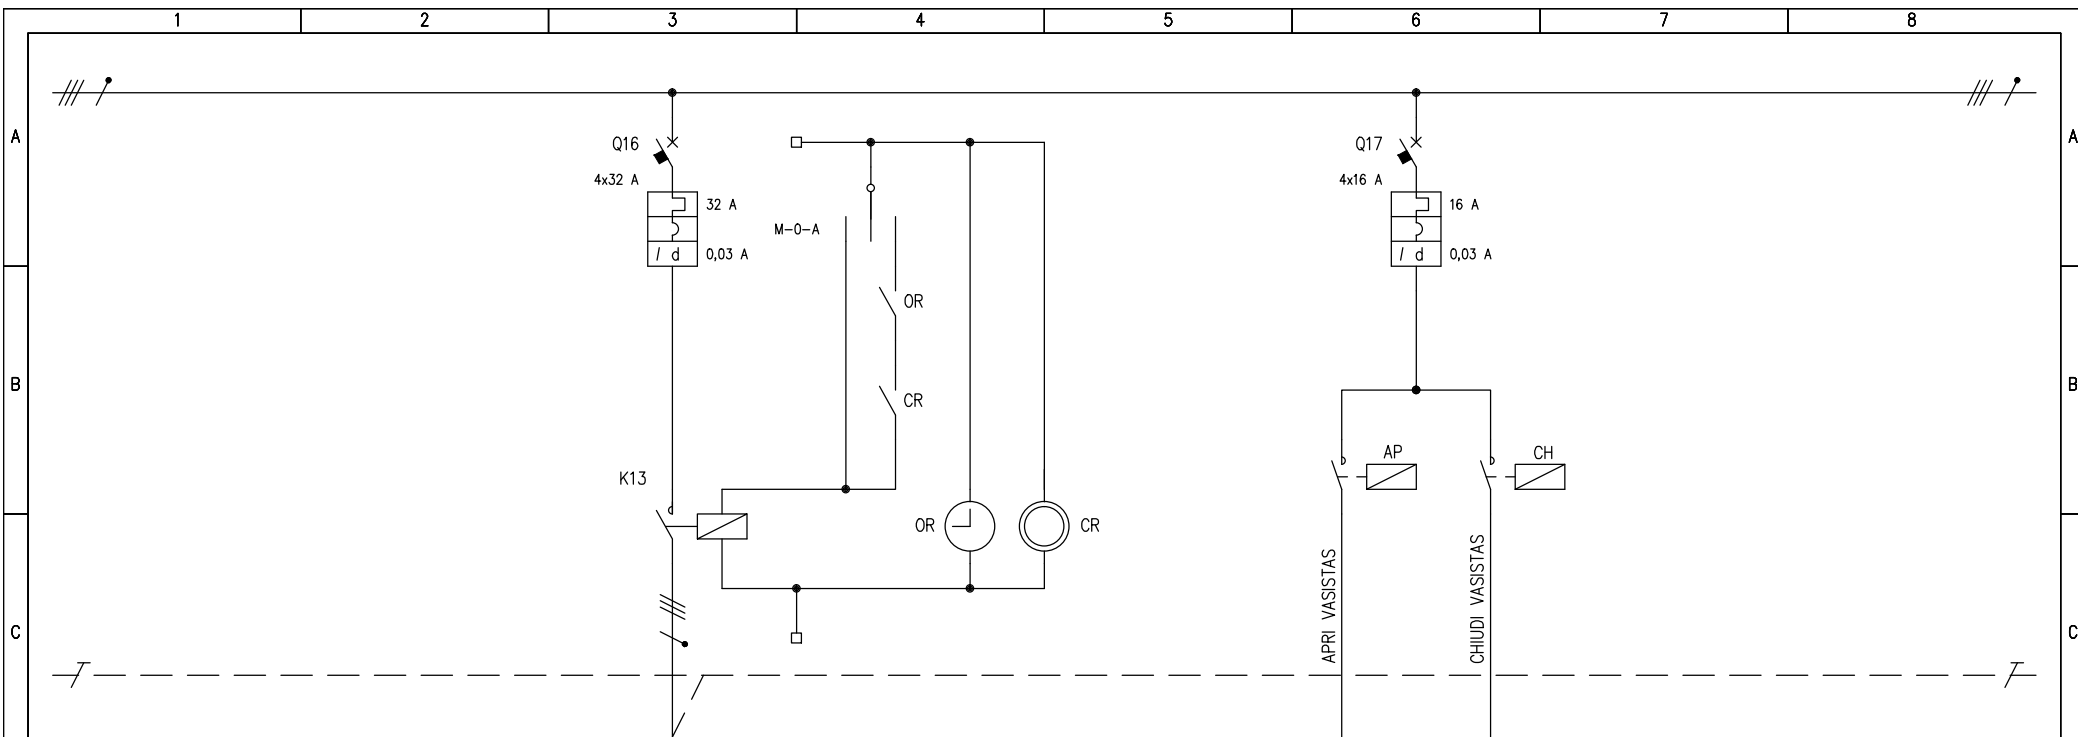 1 2 3 4 5 6 7 8
A A
Q16 Q17
4x32 A 4x16 A
32 A 16 A
M-0-A
I d 0,03 A I d 0,03 A
OR
B B
CR
AP CH
K13
OR CR
APRI VASISTAS
CHIUDI VASISTAS
C C